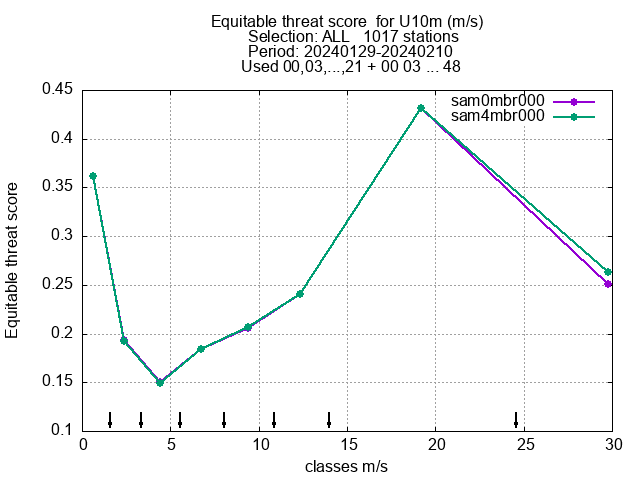 Equitable threat score  for U10m (m/s)
Selection: ALL   1017 stations
Period: 20240129-20240210
Used 00,03,...,21 + 00 03 ... 48
sam0mbr000
sam4mbr000
0.45
0.4
0.35
0.3
0.25
0.2
0.15
0.1
Equitable threat score
0 5 10 15 20 25 30
classes m/s